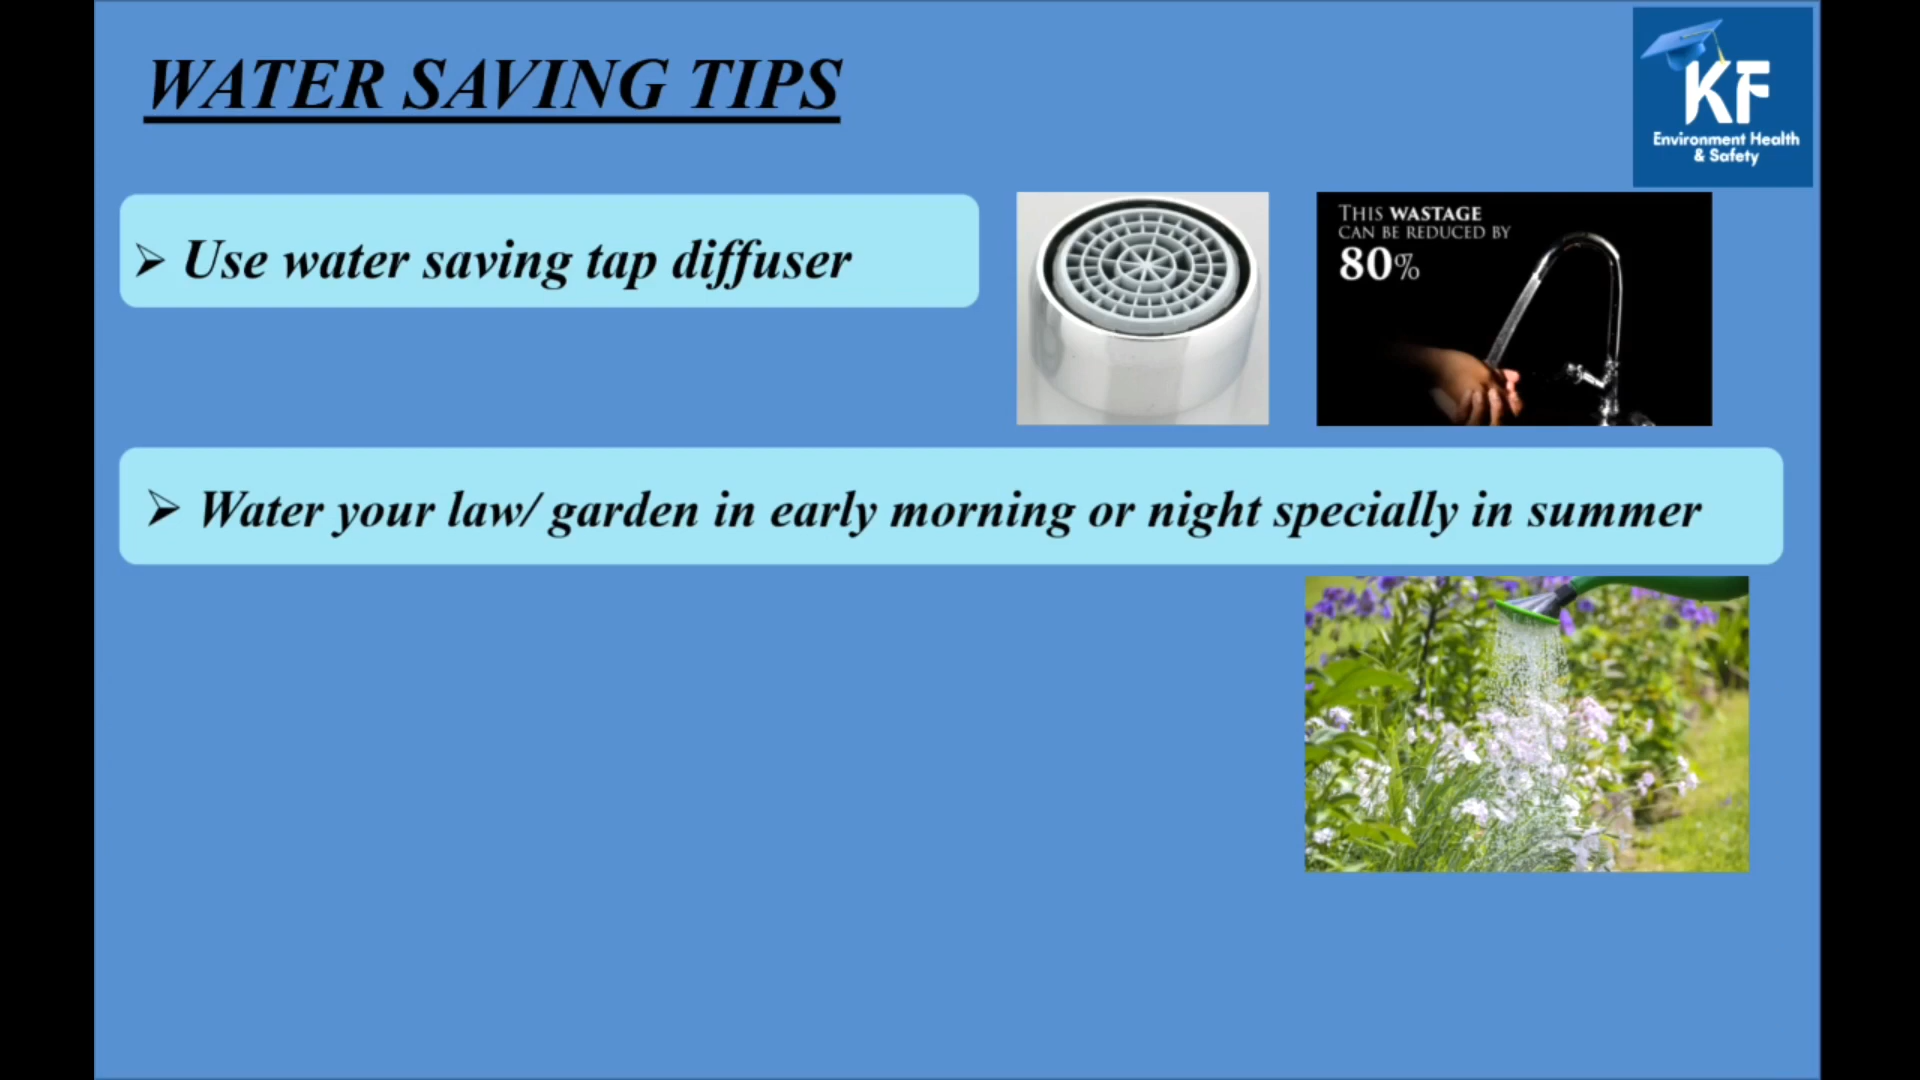 WATER SAVING TIPS
KF
Environment Health
& Safety
➢ Use water saving tap diffuser
THIS WASTAGE
CAN BE REDUCED BY
80%
➢ Water your law/ garden in early morning or night specially in summer